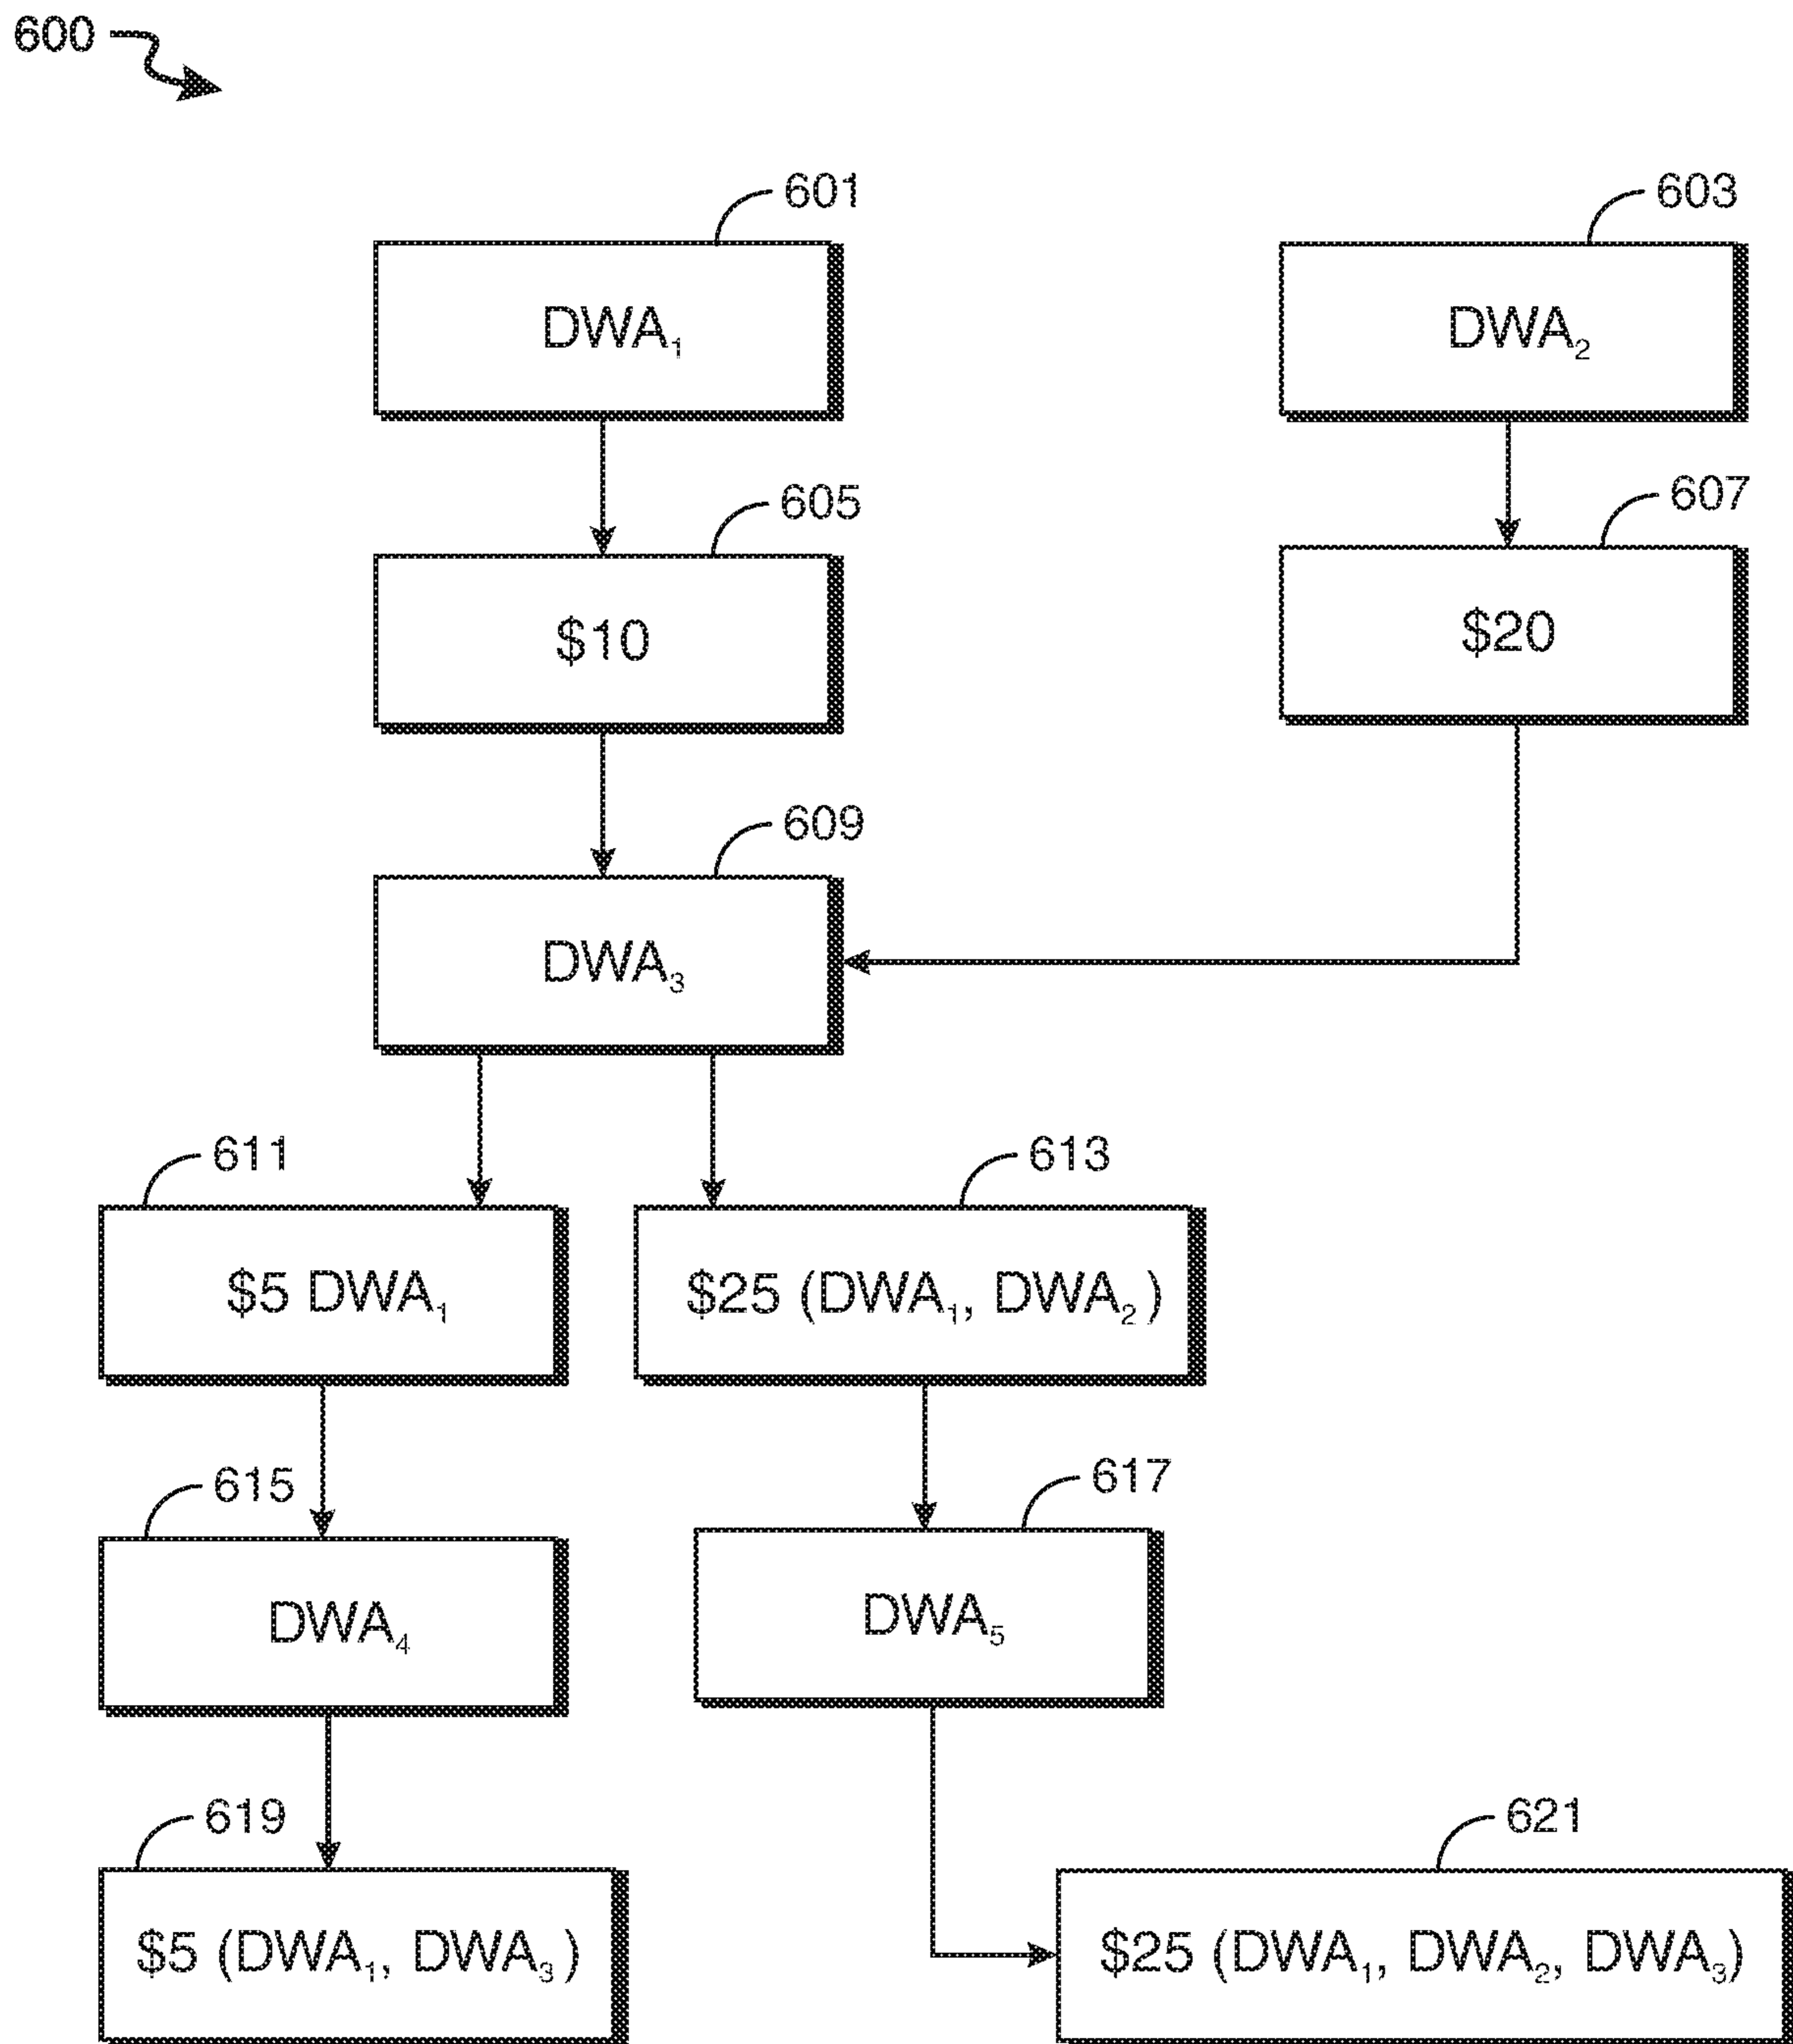 600
601
603
DWA₁
DWA₂
605
607
$10
$20
609
DWA₃
611
613
$5 DWA₁
$25 (DWA₁, DWA₂)
615
617
DWA₄
DWA₅
619
621
$5 (DWA₁, DWA₃)
$25 (DWA₁, DWA₂, DWA₃)